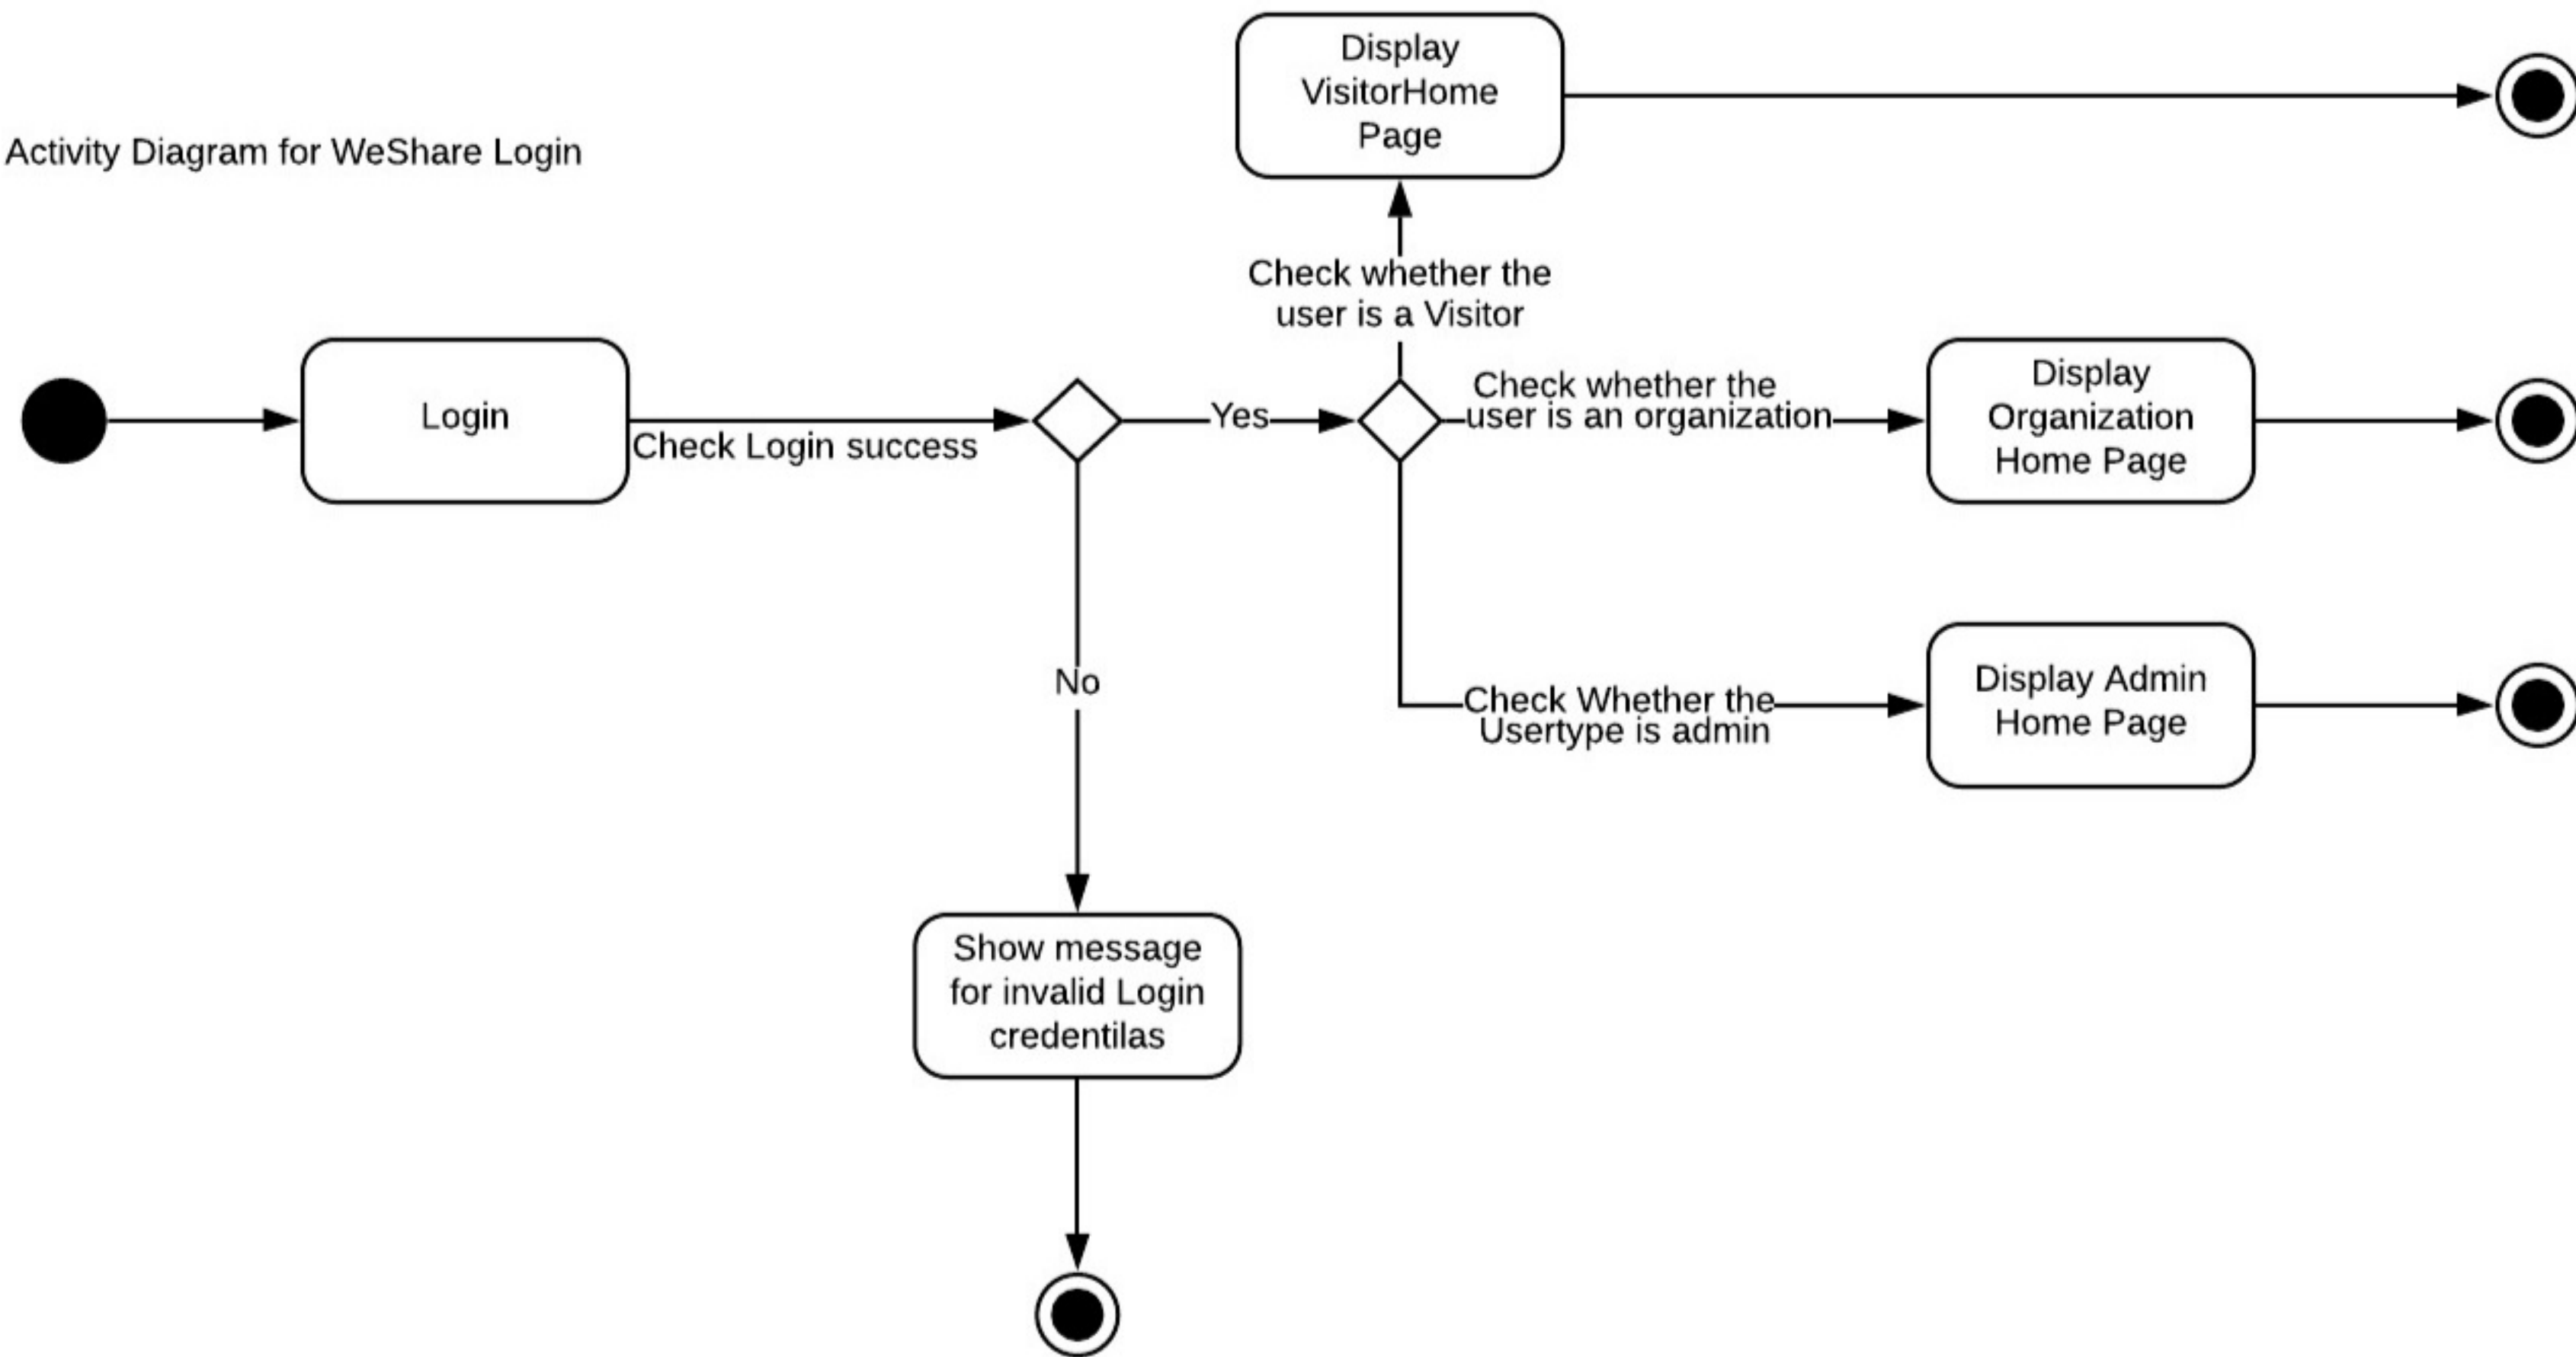 Display
VisitorHome
Page
Activity Diagram for WeShare Login
Check whether the
user is a Visitor
Login
Check Login success
Yes
Check whether the
user is an organization
Display
Organization
Home Page
No
Check Whether the
Usertype is admin
Display Admin
Home Page
Show message
for invalid Login
credentilas